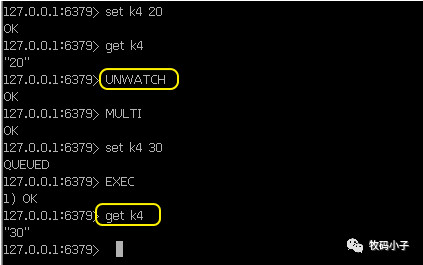 127.0.0.1:6379> set k4 20
OK
127.0.0.1:6379> get k4
"20"
127.0.0.1:6379> UNWATCH
OK
127.0.0.1:6379> MULTI
OK
127.0.0.1:6379> set k4 30
QUEUED
127.0.0.1:6379> EXEC
1) OK
127.0.0.1:6379> get k4
"30"
127.0.0.1:6379>
牧码小子